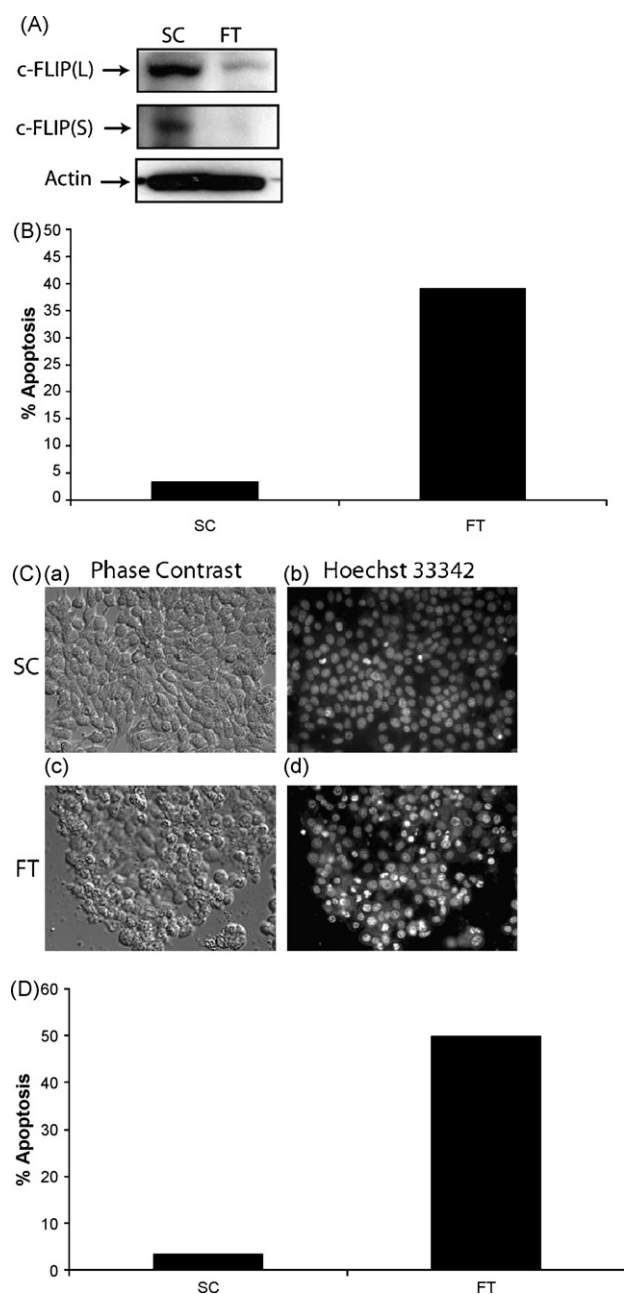 (A)
SC FT
c-FLIP(L)
c-FLIP(S)
Actin
(B)
50
45
40
35
30
25
20
15
10
5
0
% Apoptosis
SC FT
(C) (a) Phase Contrast (b) Hoechst 33342
SC
(c) (d)
FT
(D)
60
50
40
30
20
10
0
% Apoptosis
SC FT